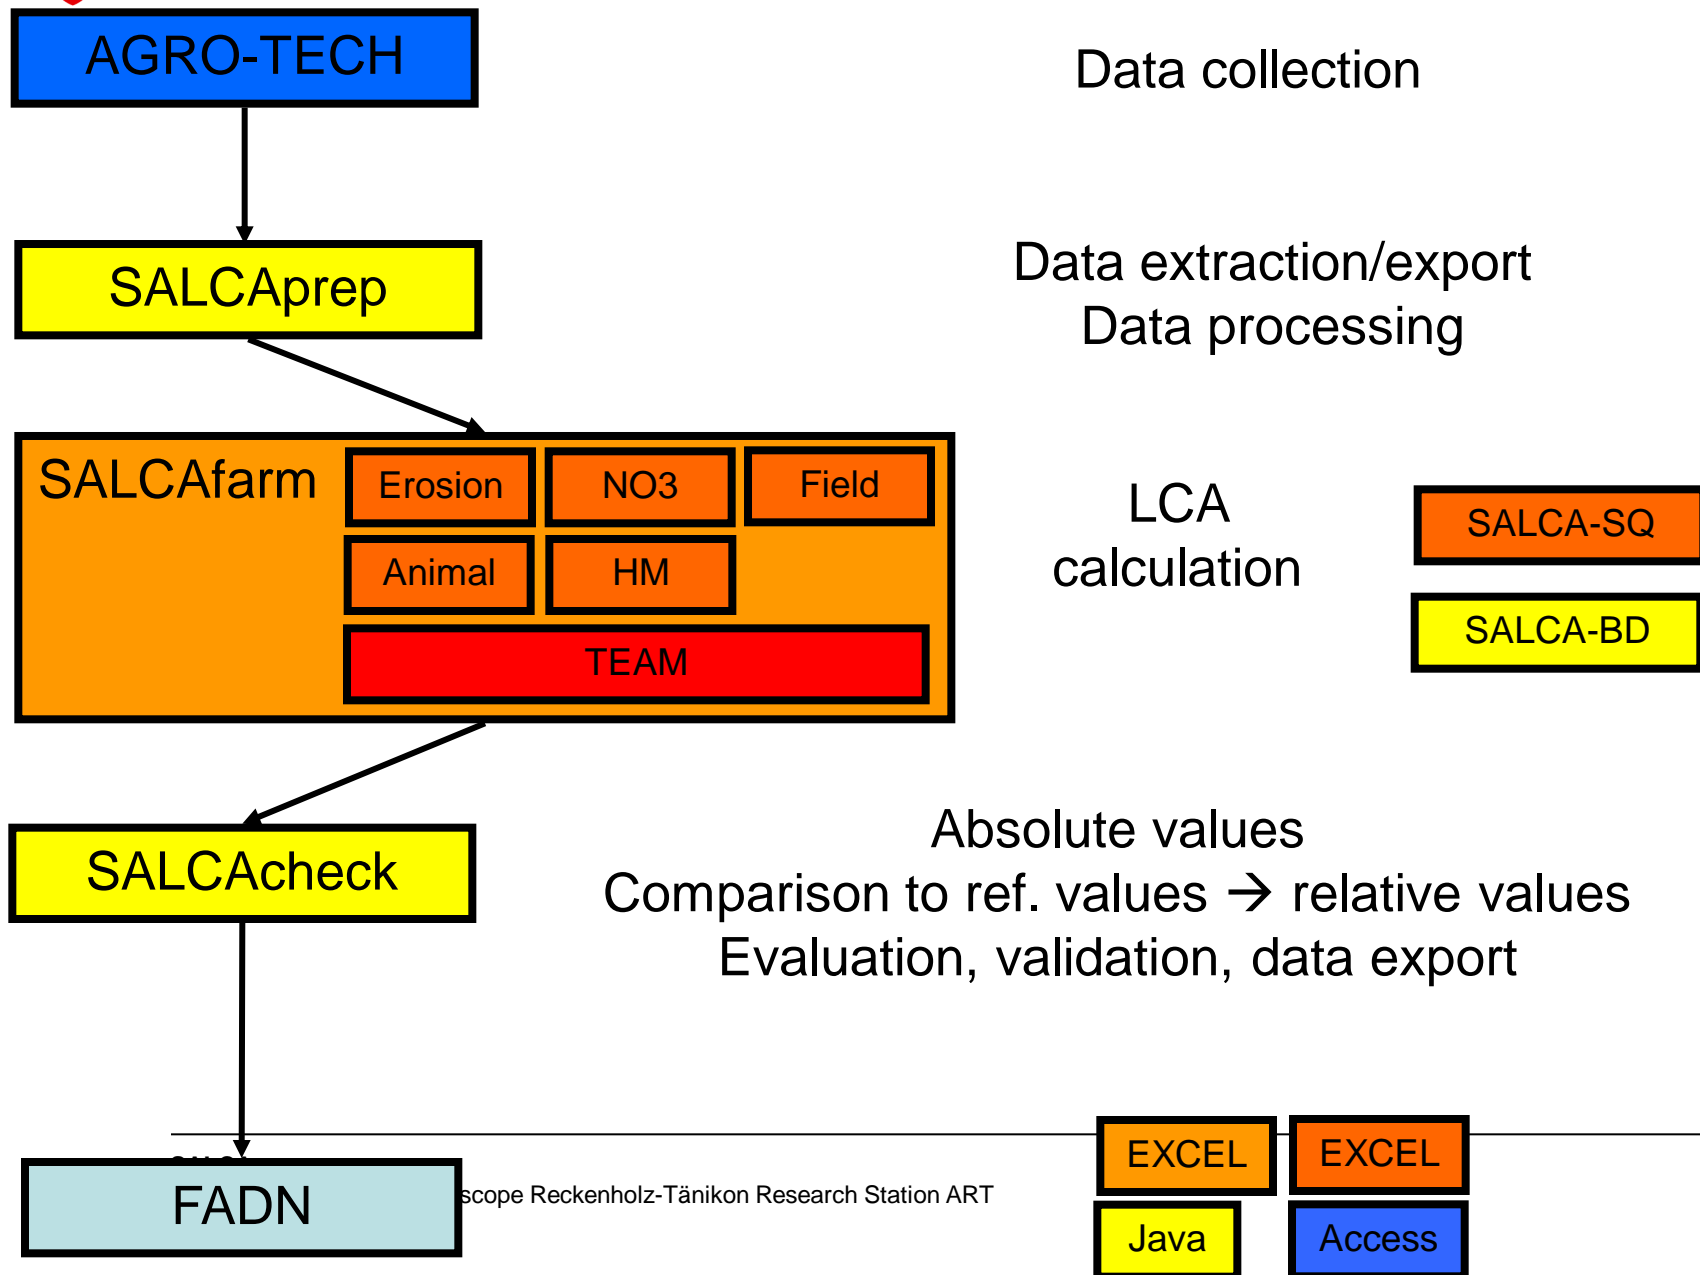 AGRO-TECH
Data collection
SALCAprep
Data extraction/export
Data processing
SALCAfarm
Erosion
NO3
Field
Animal
HM
TEAM
LCA
calculation
SALCA-SQ
SALCA-BD
SALCAcheck
Absolute values
Comparison to ref. values → relative values
Evaluation, validation, data export
FADN
scope Reckenholz-Tänikon Research Station ART
EXCEL
EXCEL
Java
Access